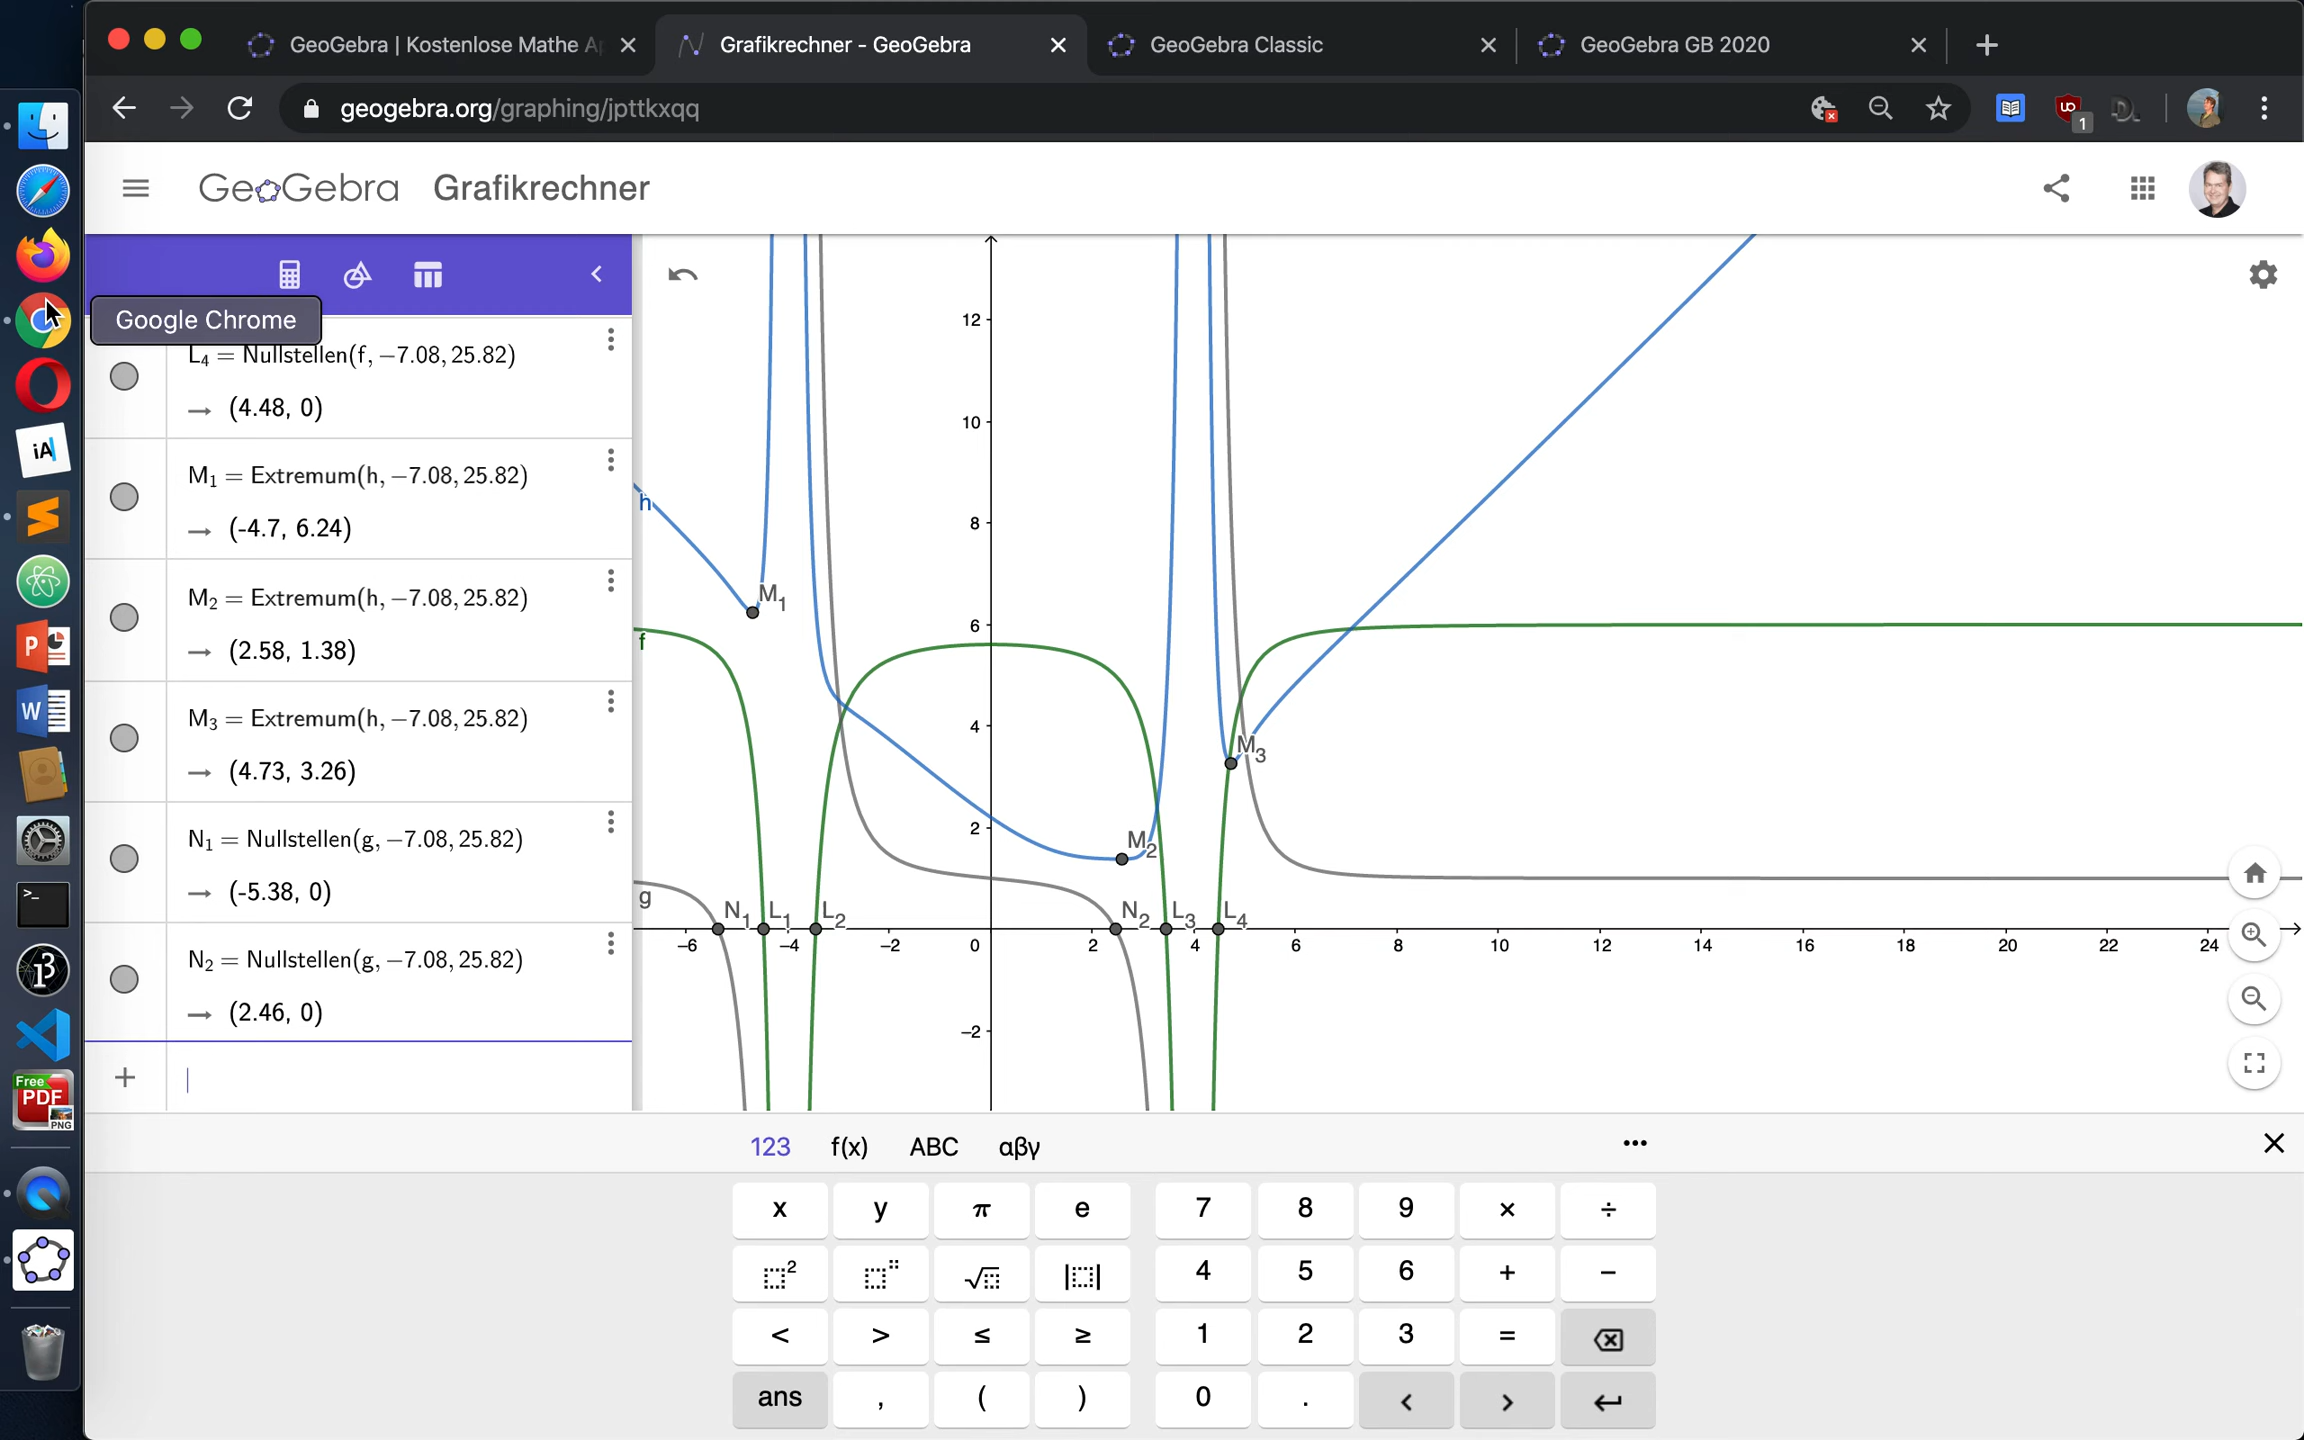 GeoGebra | Kostenlose Mathe A
Grafikrechner - GeoGebra
GeoGebra Classic
GeoGebra GB 2020
geogebra.org/graphing/jpttkxqq
1
GeoGebra Grafikrechner
Google Chrome
L4 = Nullstellen(f, −7.08, 25.82)
→ (4.48, 0)
M1 = Extremum(h, −7.08, 25.82)
→ (-4.7, 6.24)
M2 = Extremum(h, −7.08, 25.82)
→ (2.58, 1.38)
M3 = Extremum(h, −7.08, 25.82)
→ (4.73, 3.26)
N1 = Nullstellen(g, −7.08, 25.82)
→ (-5.38, 0)
N2 = Nullstellen(g, −7.08, 25.82)
→ (2.46, 0)
+
iA
P
W
>_
Free
PDF
PNG
12
10
8
6
4
2
−2
h
f
g
M1
M2
M3
N1 L1 L2 N2 L3 L4
−6 −4 −2 0 2 4 6 8 10 12 14 16 18 20 22 24
123 f(x) ABC αβγ
x y π e 7 8 9 × ÷
4 5 6 + −
< > ≤ ≥ 1 2 3 =
ans , ( ) 0 . < >